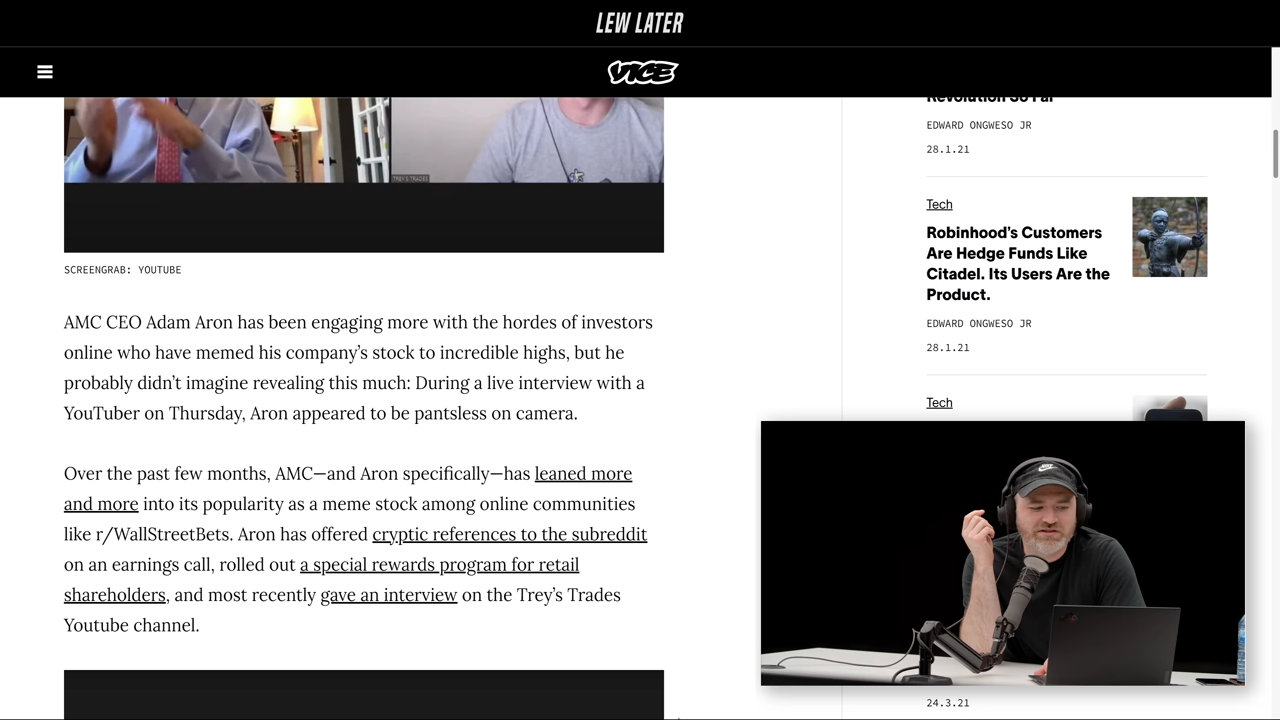 LEW LATER
VICE
TREY'S TRADES
SCREENGRAB: YOUTUBE
AMC CEO Adam Aron has been engaging more with the hordes of investors
online who have memed his company’s stock to incredible highs, but he
probably didn’t imagine revealing this much: During a live interview with a
YouTuber on Thursday, Aron appeared to be pantsless on camera.
Over the past few months, AMC—and Aron specifically—has leaned more
and more into its popularity as a meme stock among online communities
like r/WallStreetBets. Aron has offered cryptic references to the subreddit
on an earnings call, rolled out a special rewards program for retail
shareholders, and most recently gave an interview on the Trey’s Trades
Youtube channel.
Revolution So Far
EDWARD ONGWESO JR
28.1.21
Tech
Robinhood’s Customers
Are Hedge Funds Like
Citadel. Its Users Are the
Product.
EDWARD ONGWESO JR
28.1.21
Tech
24.3.21